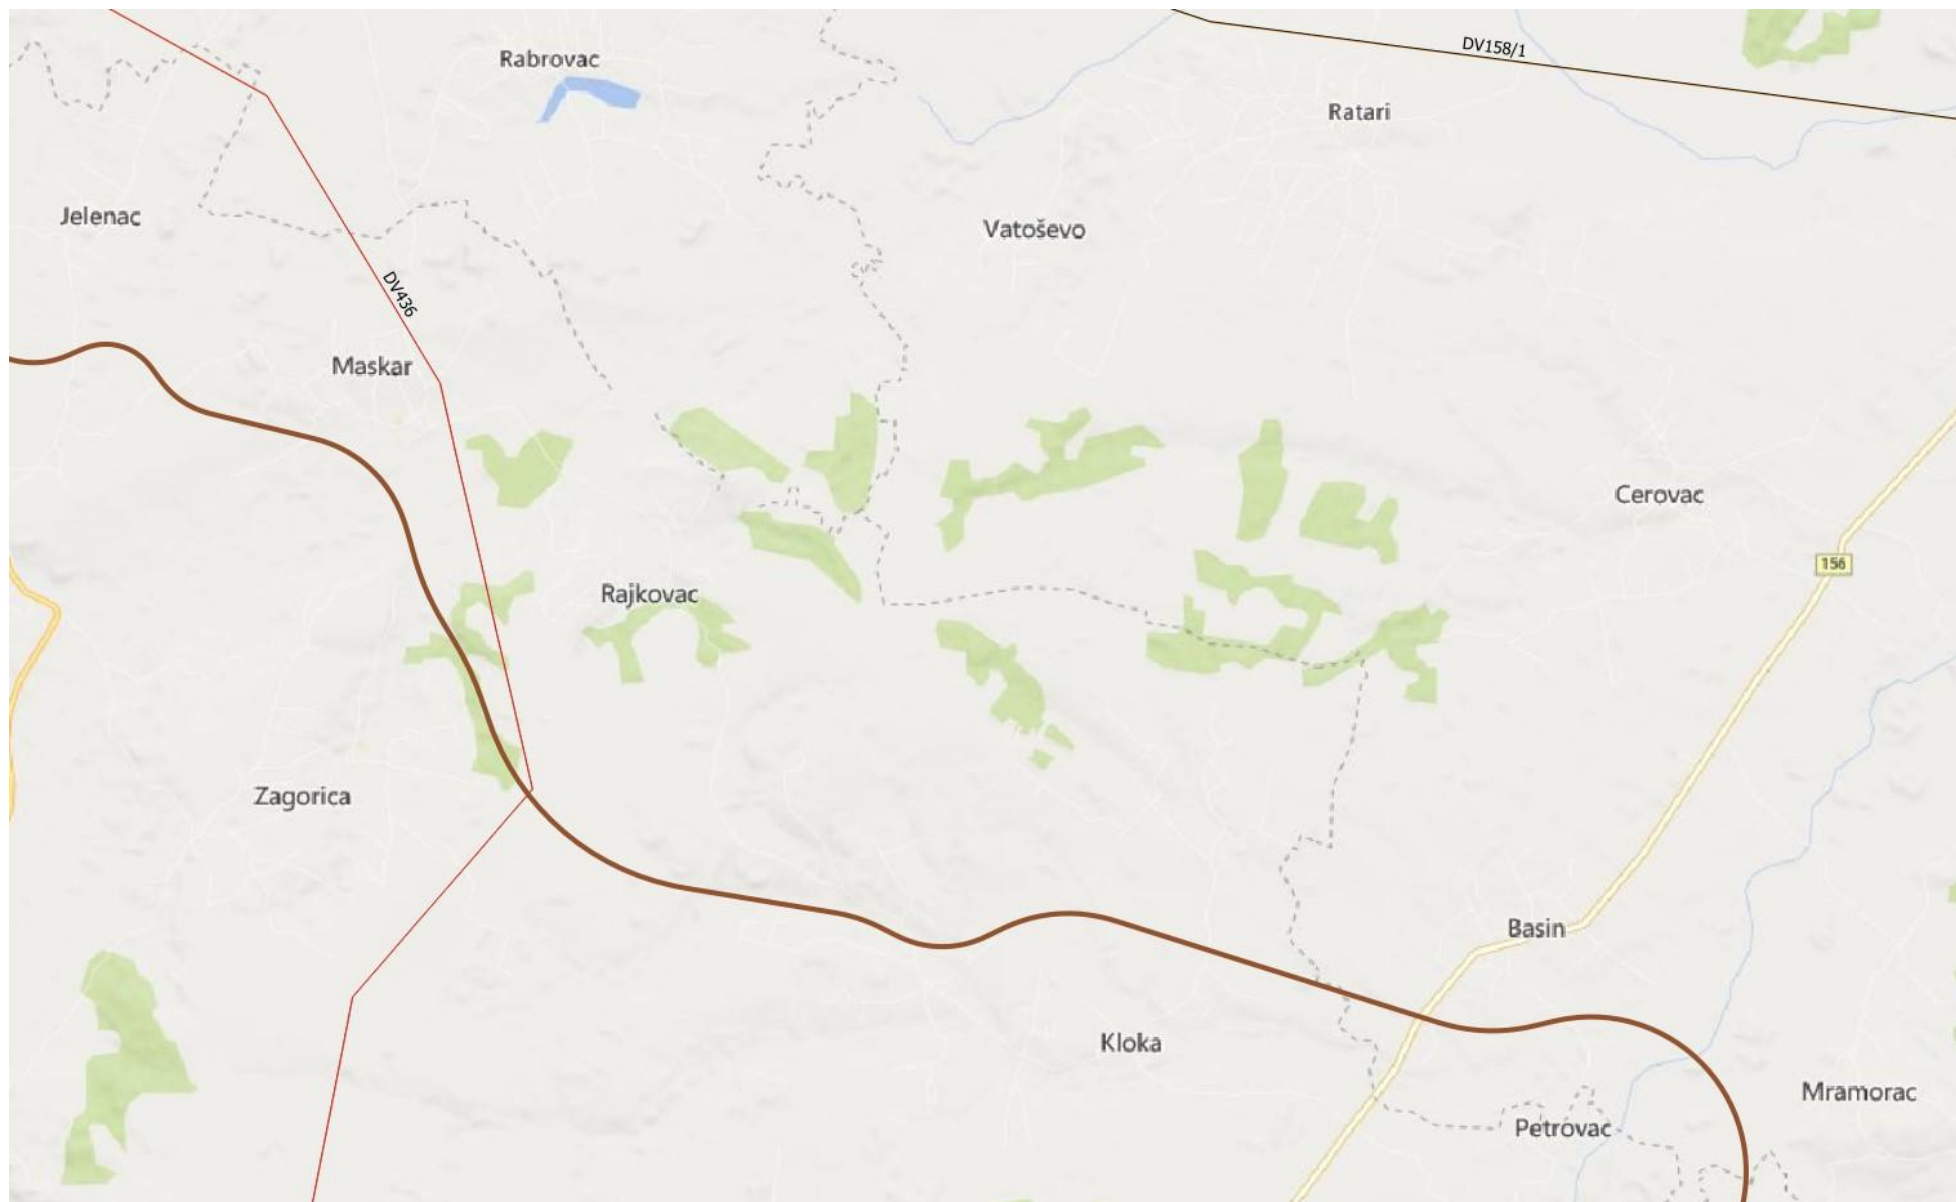 DV158/1
Rabrovac
Ratari
Jelenac
Vatoševo
DV436
Maskar
Cerovac
156
Rajkovac
Zagorica
Basin
Kloka
Mramorac
Petrovac